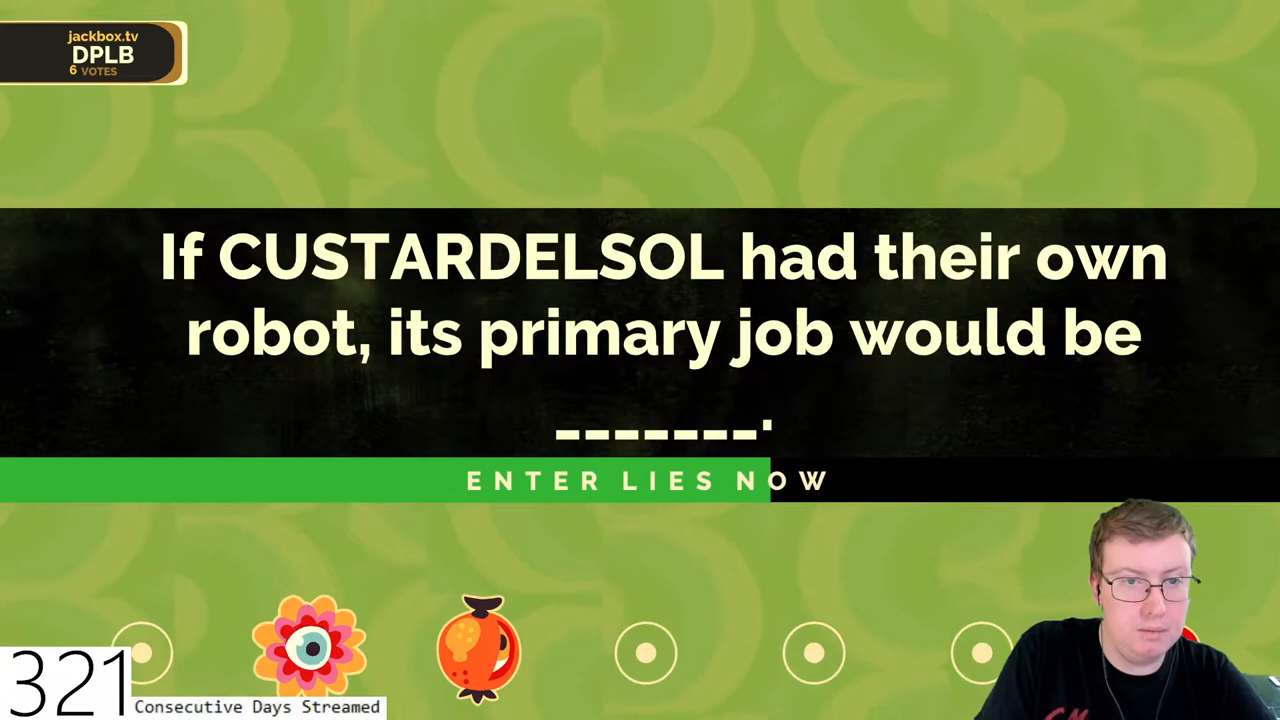 jackbox.tv
DPLB
6 VOTES
If CUSTARDELSOL had their own
robot, its primary job would be
_______.
ENTER LIES NOW
321 Consecutive Days Streamed